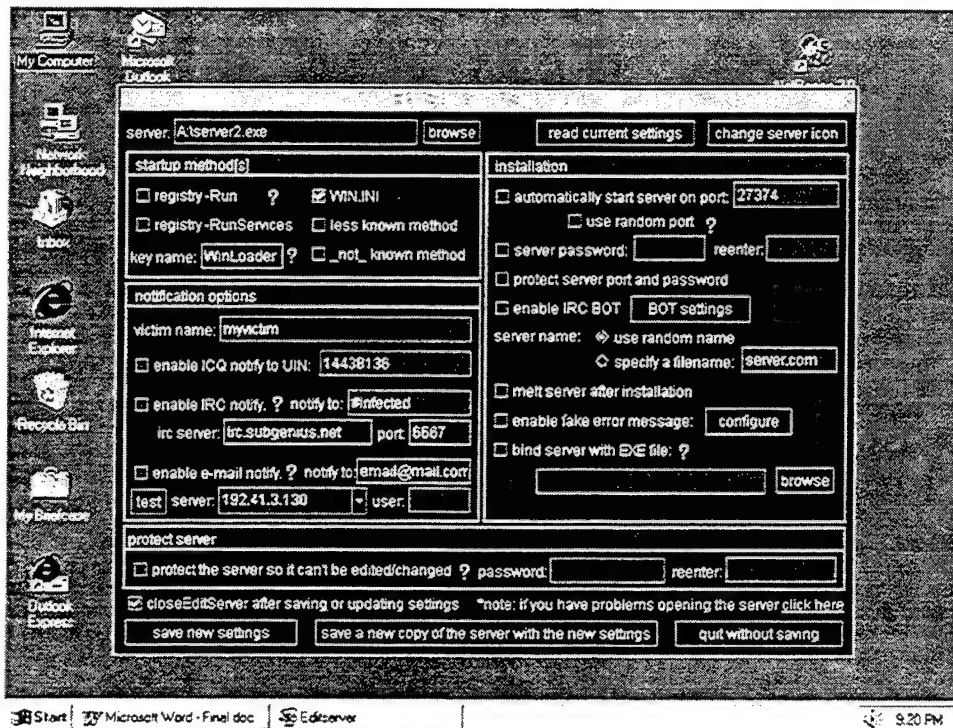 My Computer
Microsoft Outlook
server: A:\server2.exe browse read current settings change server icon
Network Neighborhood
startup method[s]
registry-Run ? WIN.INI
registry-RunServices less known method
key name: WinLoader ? _not_ known method
installation
automatically start server on port: 27374
use random port ?
server password: reenter:
protect server port and password
enable IRC BOT BOT settings
server name: use random name
specify a filename: server.com
melt server after installation
enable fake error message: configure
bind server with EXE file: ?
browse
Inbox
Internet Explorer
Recycle Bin
My Briefcase
Outlook Express
notification options
victim name: myvictim
enable ICQ notify to UIN: 14438136
enable IRC notify. ? notify to: #infected
irc server: irc.subgenius.net port: 6667
enable e-mail notify. ? notify to: email@mail.com
test server: 192.41.3.130 user:
protect server
protect the server so it can't be edited/changed ? password: reenter:
closeEditServer after saving or updating settings *note: if you have problems opening the server click here
save new settings save a new copy of the server with the new settings quit without saving
Start Microsoft Word - Final doc Editserver 9:20 PM